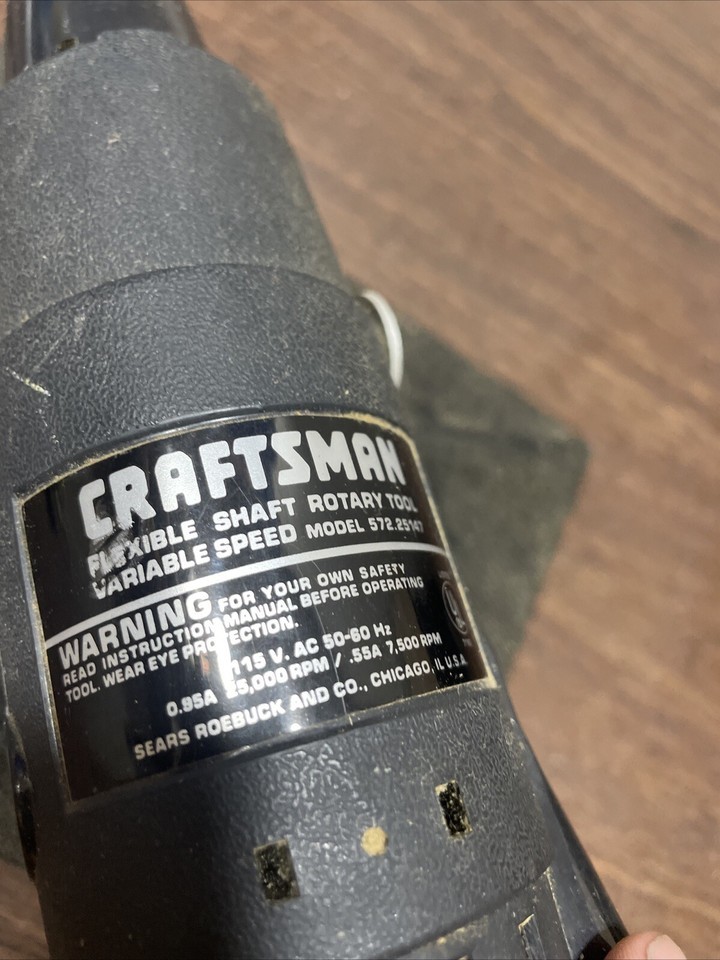 CRAFTSMAN
FLEXIBLE SHAFT ROTARY TOOL
VARIABLE SPEED MODEL 572.25147
WARNING FOR YOUR OWN SAFETY
READ INSTRUCTION MANUAL BEFORE OPERATING
TOOL. WEAR EYE PROTECTION.
115 V. AC 50-60 Hz
0.95A 25,000 RPM / .55A 7,500 RPM
SEARS ROEBUCK AND CO., CHICAGO, IL U.S.A.